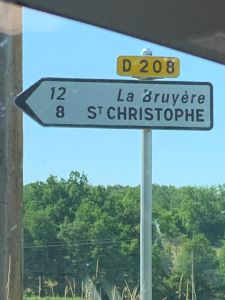 D 208
12 La Bruyère
8 ST CHRISTOPHE